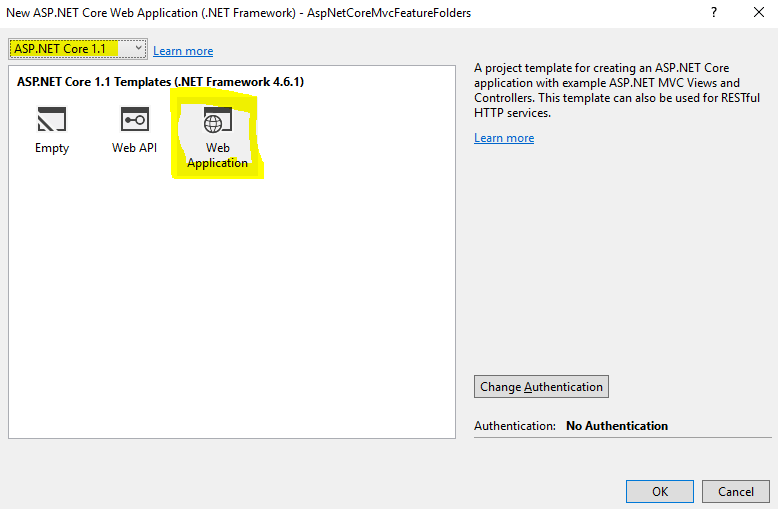 New ASP.NET Core Web Application (.NET Framework) - AspNetCoreMvcFeatureFolders
?
ASP.NET Core 1.1
Learn more
ASP.NET Core 1.1 Templates (.NET Framework 4.6.1)
Empty
Web API
Web
Application
A project template for creating an ASP.NET Core
application with example ASP.NET MVC Views and
Controllers. This template can also be used for RESTful
HTTP services.
Learn more
Change Authentication
Authentication: No Authentication
OK
Cancel